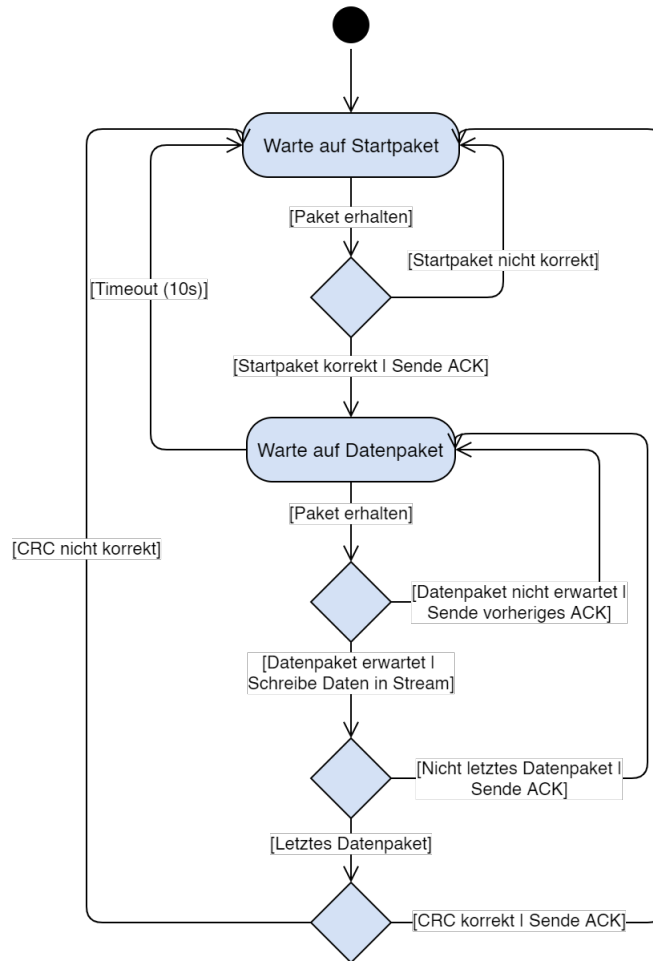 Warte auf Startpaket
[Paket erhalten]
[Startpaket nicht korrekt]
[Timeout (10s)]
[Startpaket korrekt | Sende ACK]
Warte auf Datenpaket
[Paket erhalten]
[CRC nicht korrekt]
[Datenpaket nicht erwartet |
Sende vorheriges ACK]
[Datenpaket erwartet |
Schreibe Daten in Stream]
[Nicht letztes Datenpaket |
Sende ACK]
[Letztes Datenpaket]
[CRC korrekt | Sende ACK]